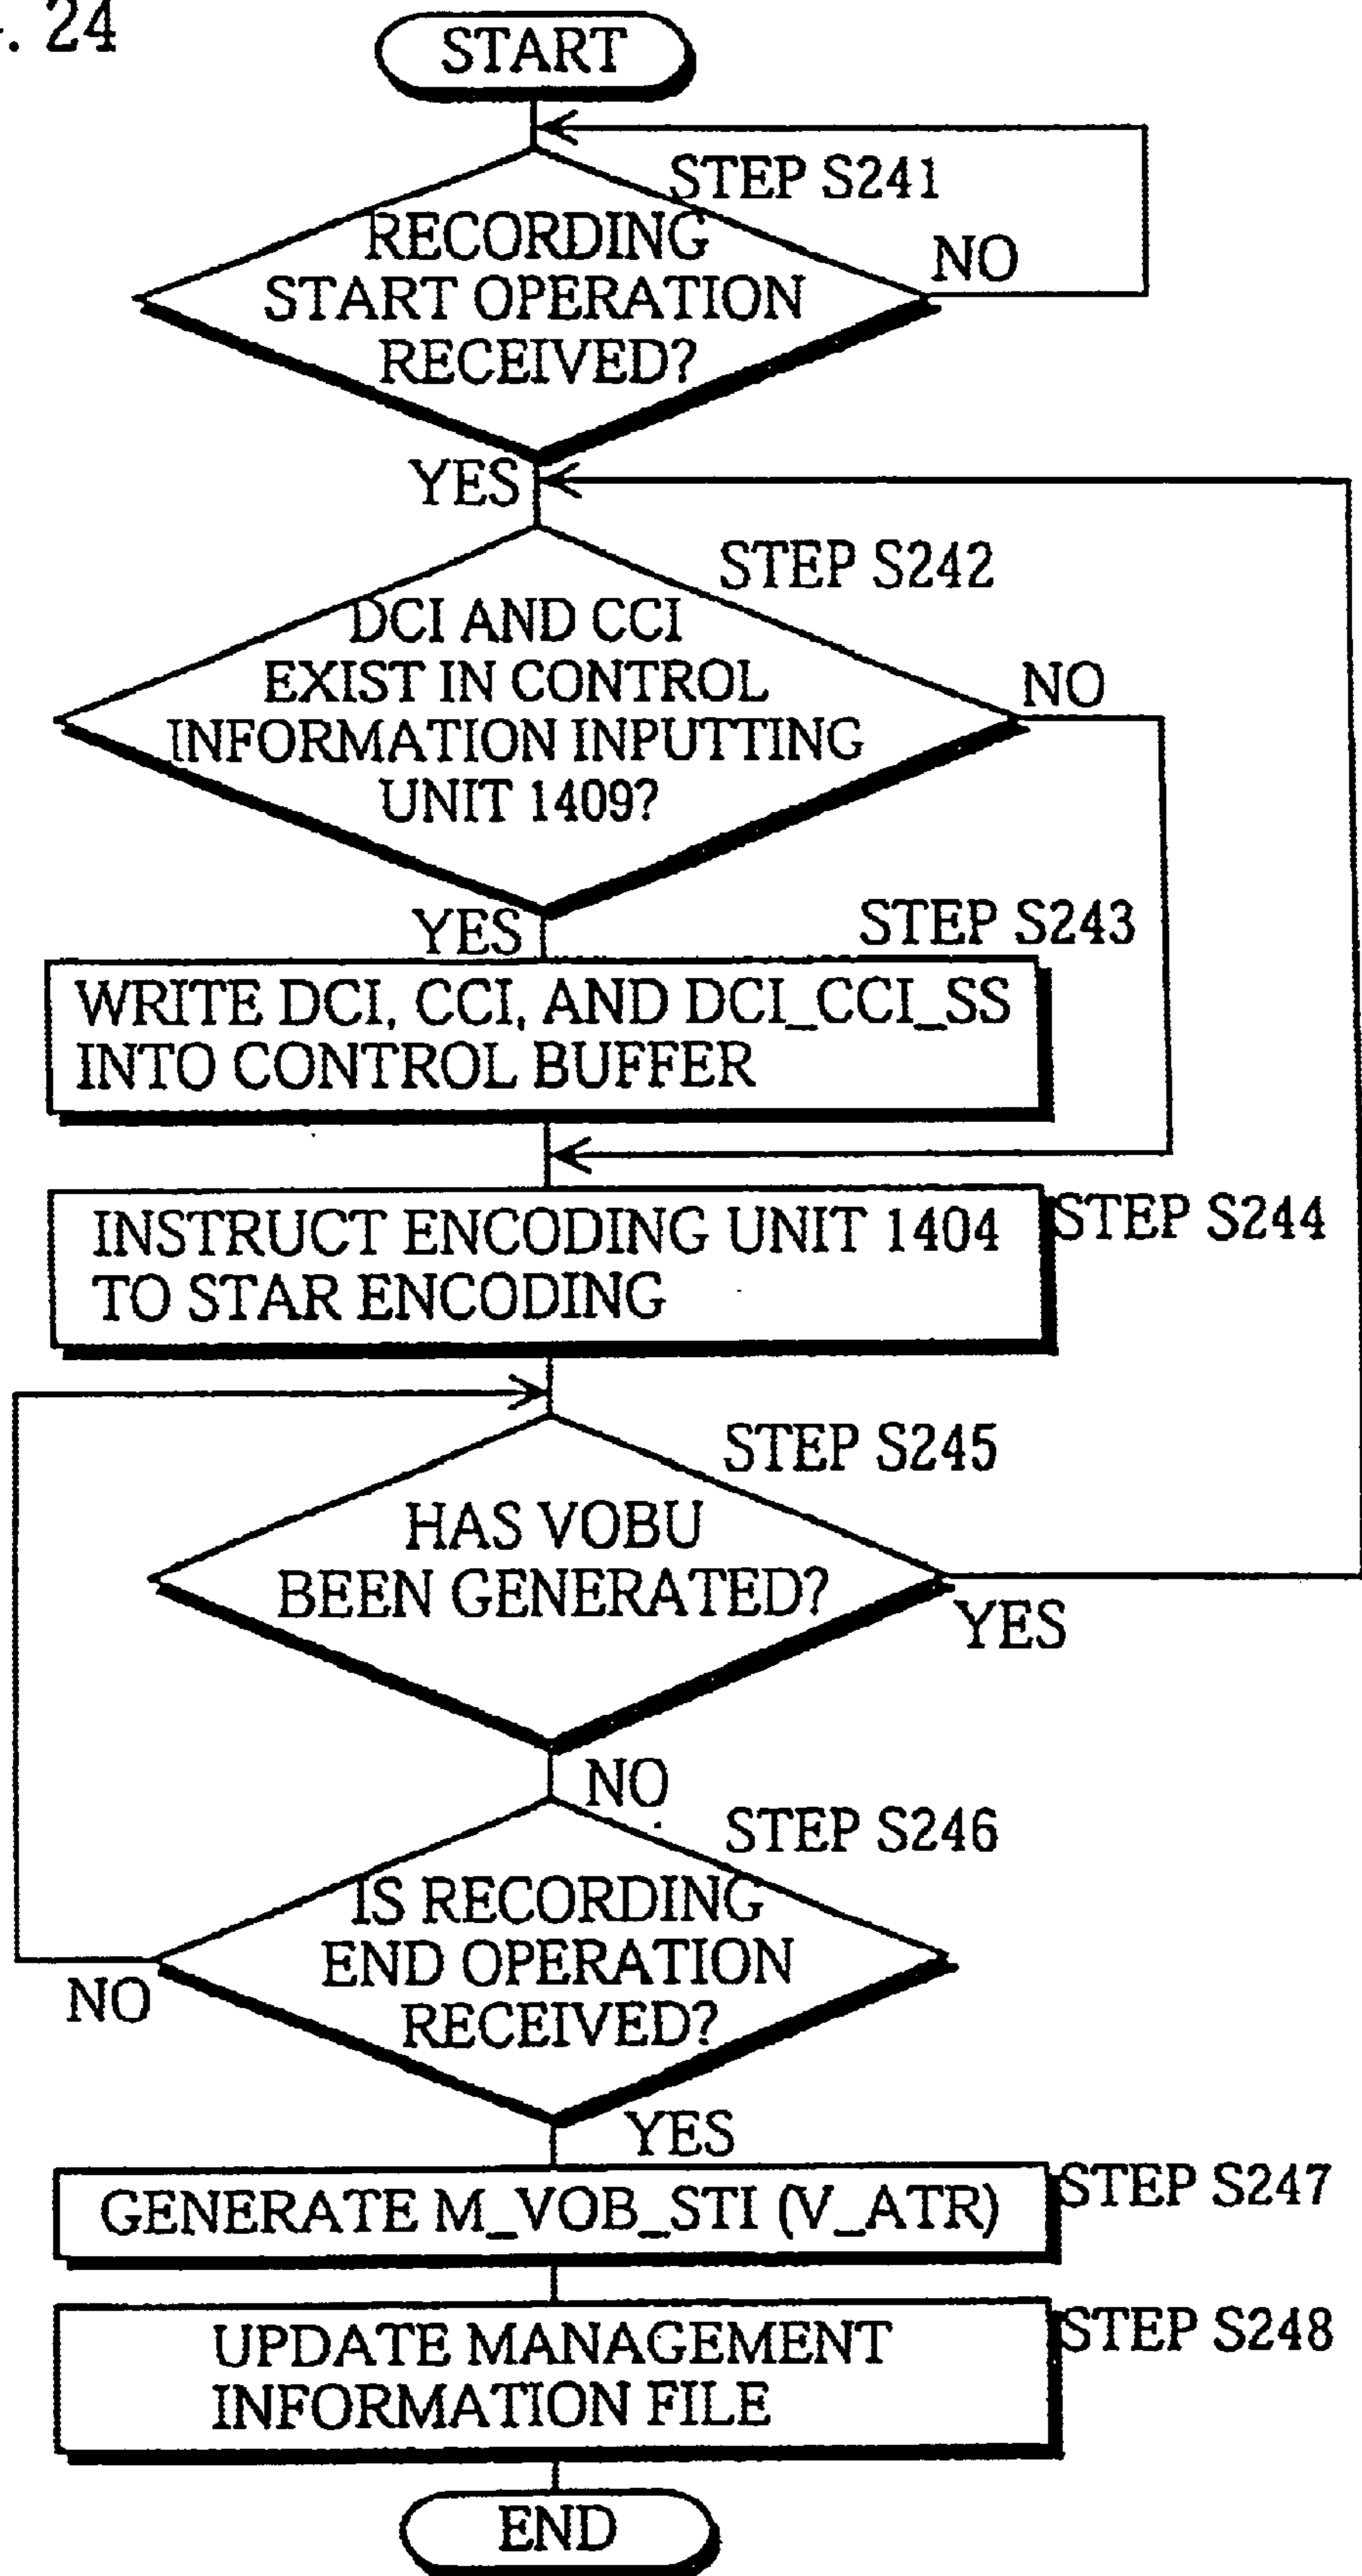 . 24
START
STEP S241
RECORDING
START OPERATION
RECEIVED?
NO
YES
STEP S242
DCI AND CCI
EXIST IN CONTROL
INFORMATION INPUTTING
UNIT 1409?
NO
YES
STEP S243
WRITE DCI, CCI, AND DCI_CCI_SS
INTO CONTROL BUFFER
INSTRUCT ENCODING UNIT 1404
TO STAR ENCODING
STEP S244
STEP S245
HAS VOBU
BEEN GENERATED?
YES
NO
STEP S246
IS RECORDING
END OPERATION
RECEIVED?
NO
YES
GENERATE M_VOB_STI (V_ATR)
STEP S247
UPDATE MANAGEMENT
INFORMATION FILE
STEP S248
END